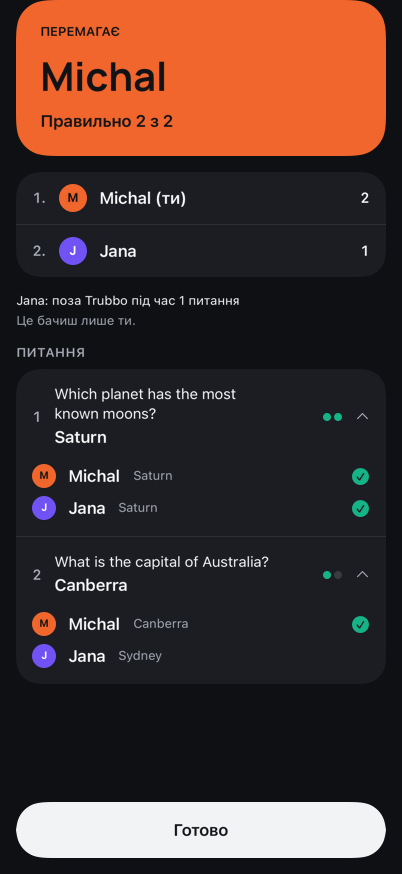 ПЕРЕМАГАЄ
Michal
Правильно 2 з 2
1. M Michal (ти) 2
2. J Jana 1
Jana: поза Trubbo під час 1 питання
Це бачиш лише ти.
ПИТАННЯ
Which planet has the most
1 known moons?
Saturn
M Michal Saturn
J Jana Saturn
What is the capital of Australia?
2 Canberra
M Michal Canberra
J Jana Sydney
Готово